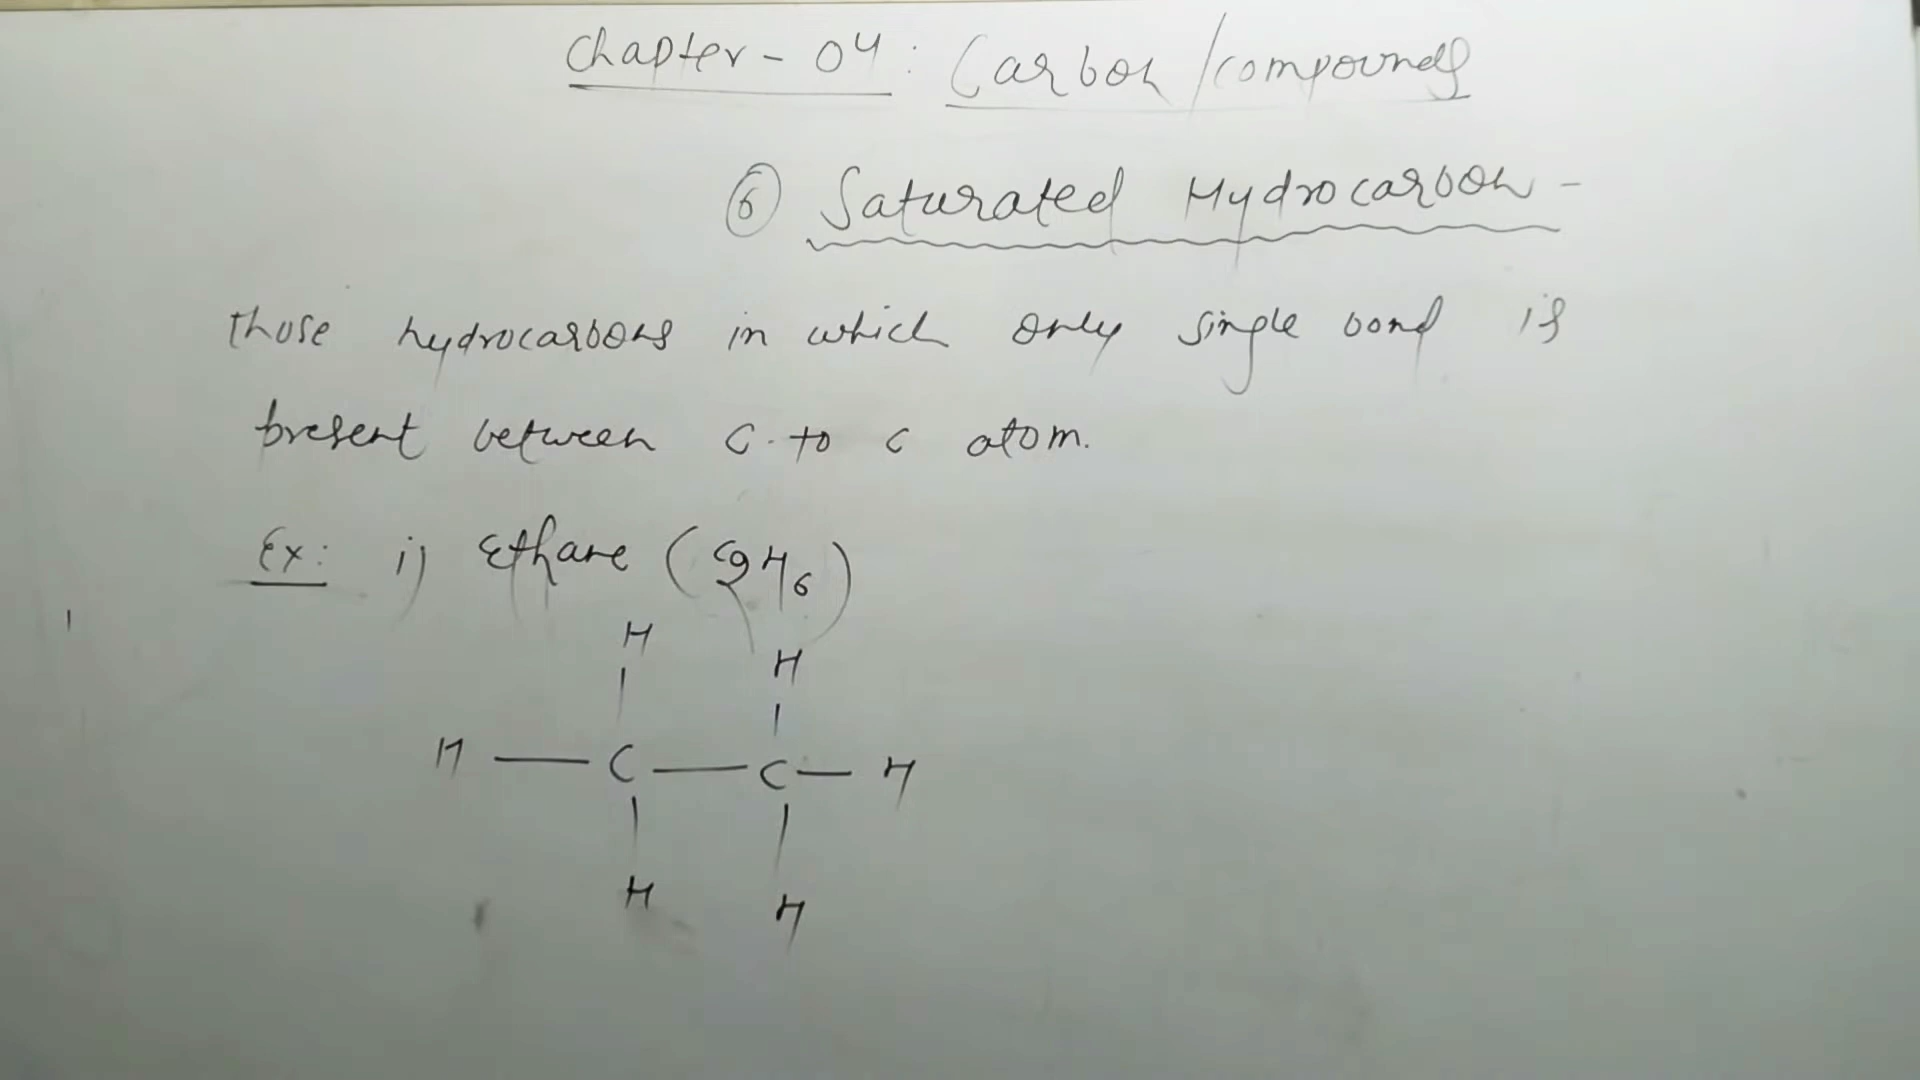 Chapter - 04 : Carbon / compounds
⑥ Saturated Hydrocarbon -
those hydrocarbons in which only single bond is
present between C to C atom.
Ex: i) Ethane (C2H6)
H
H
H — C — C — H
H
H